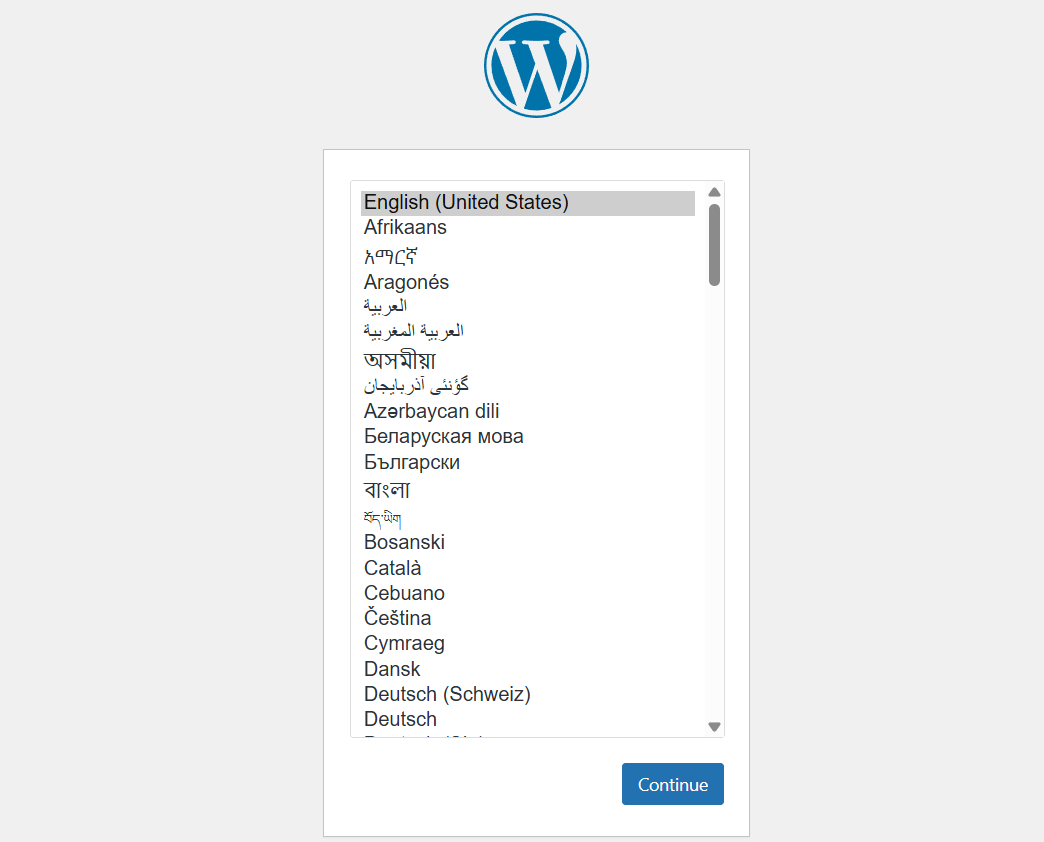 English (United States)
Afrikaans
አማርኛ
Aragonés
العربية
العربية المغربية
অসমীয়া
گؤنئی آذربایجان
Azərbaycan dili
Беларуская мова
Български
বাংলা
བོད་ཡིག
Bosanski
Català
Cebuano
Čeština
Cymraeg
Dansk
Deutsch (Schweiz)
Deutsch
Continue